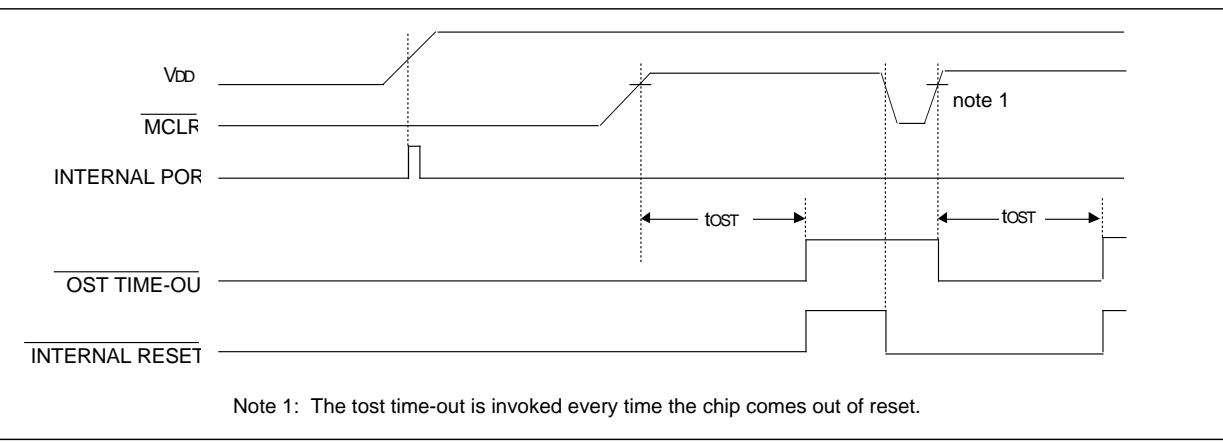 VDD
MCLR
note 1
INTERNAL POR
tOST
tOST
OST TIME-OU
INTERNAL RESET
Note 1: The tost time-out is invoked every time the chip comes out of reset.